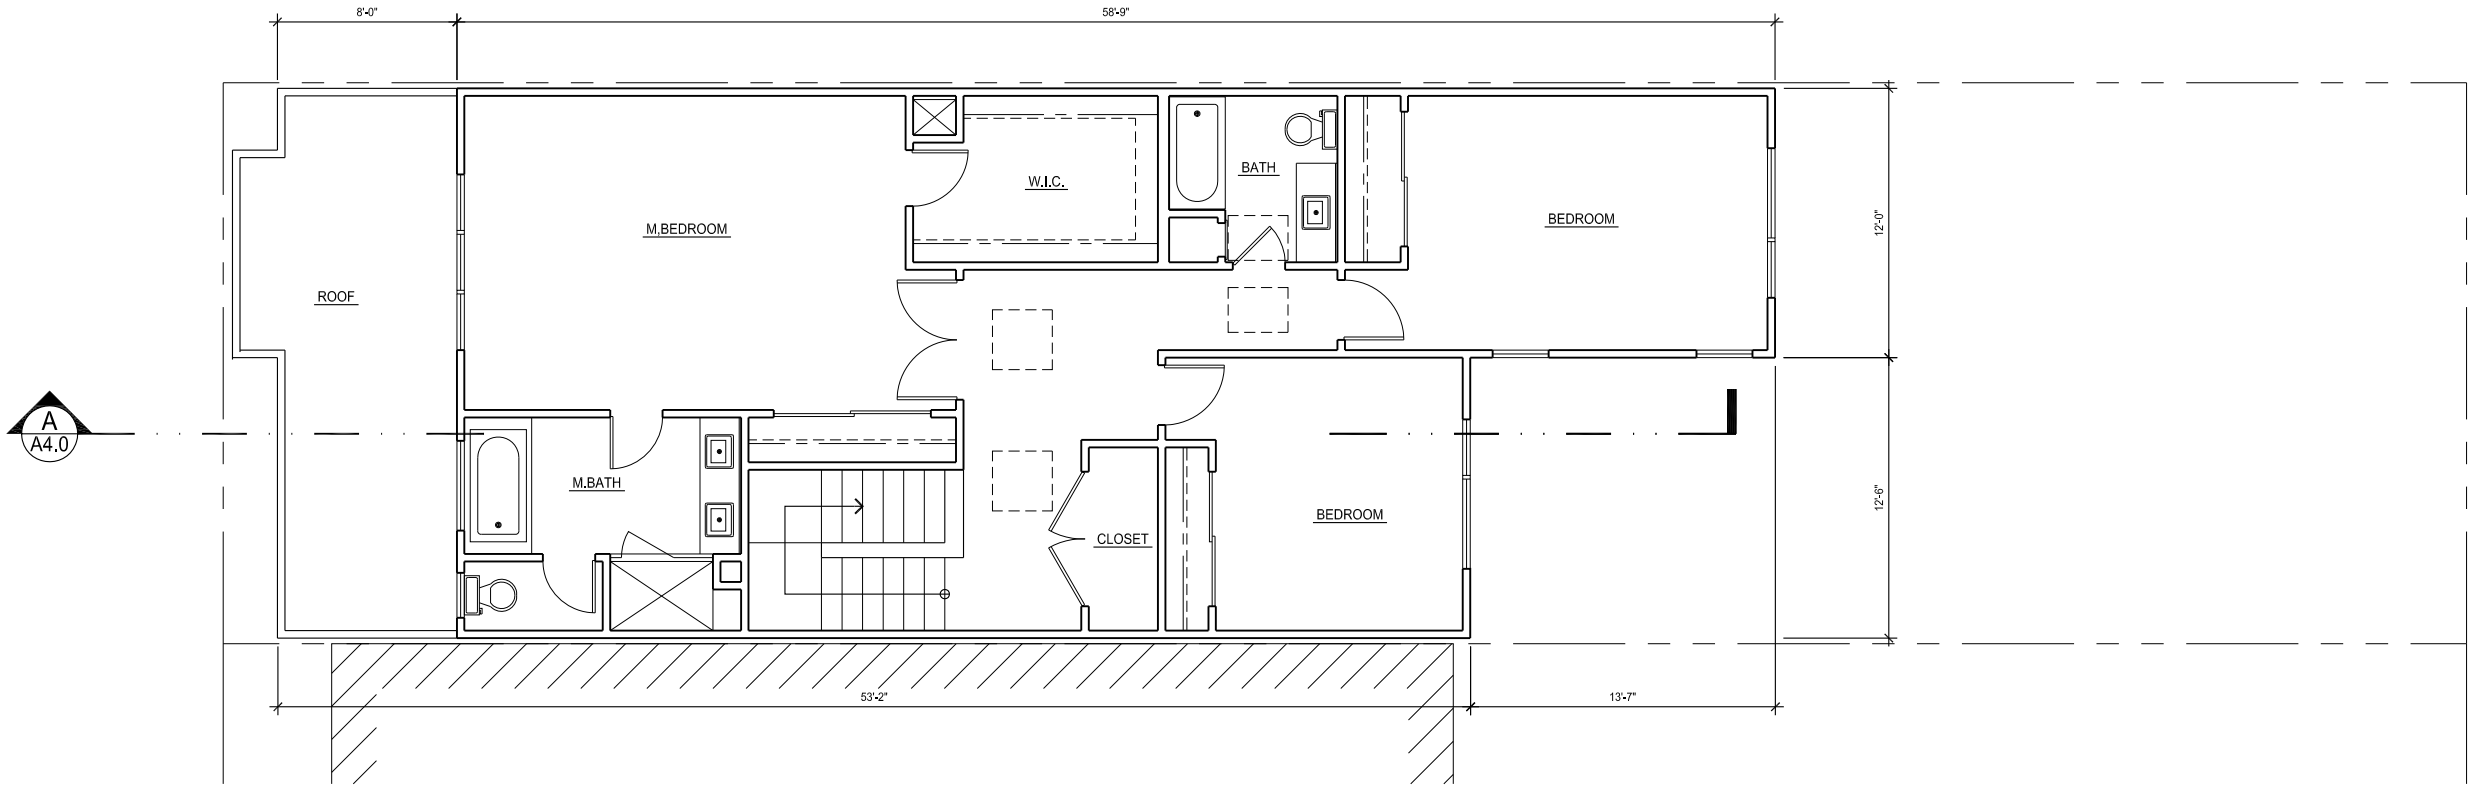 8'-0"
58'-9"
BATH
W.I.C.
BEDROOM
M,BEDROOM
12'-0"
ROOF
A
A4.0
M.BATH
12'-6"
BEDROOM
CLOSET
53'-2"
13'-7"